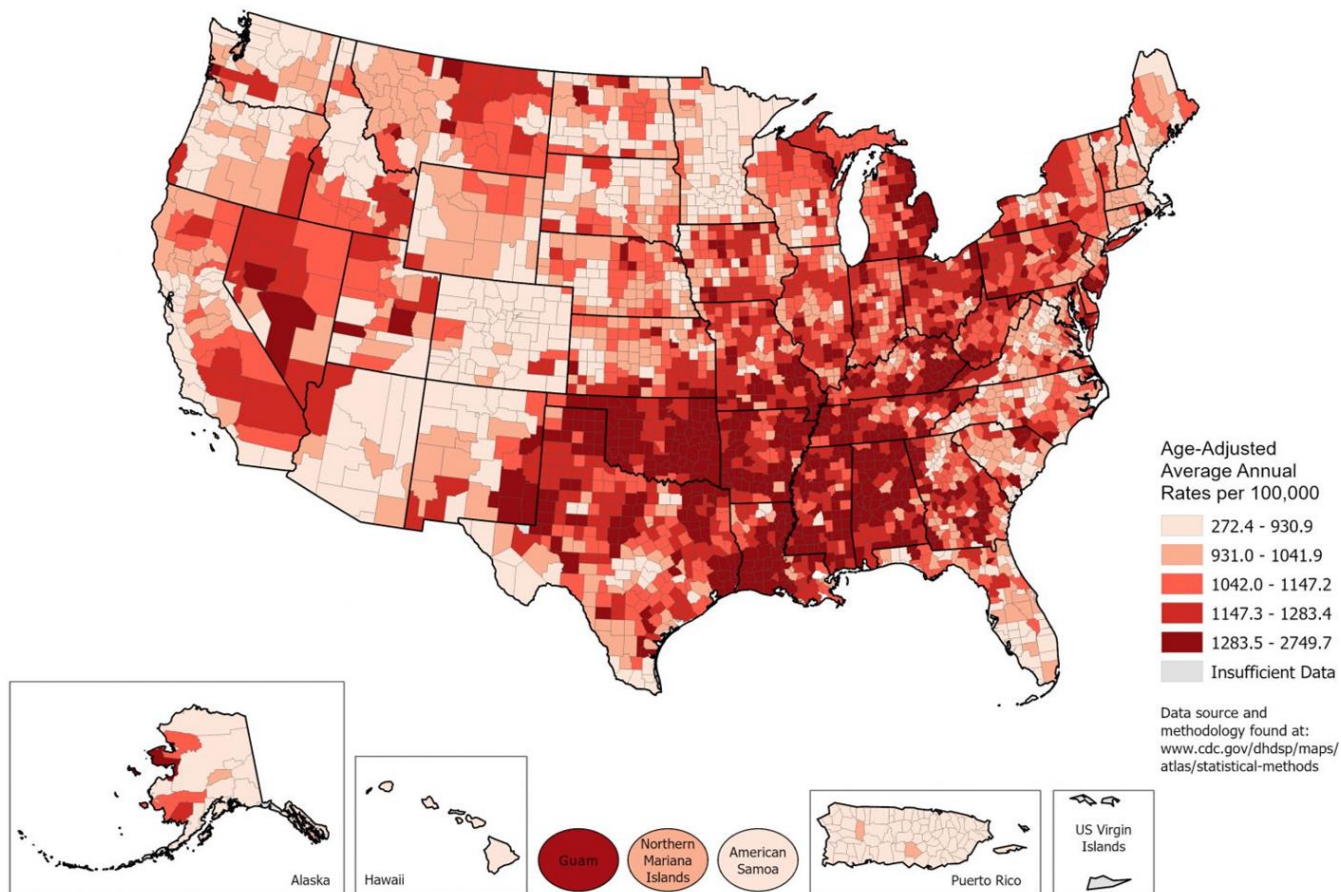 Age-Adjusted
Average Annual
Rates per 100,000
272.4 - 930.9
931.0 - 1041.9
1042.0 - 1147.2
1147.3 - 1283.4
1283.5 - 2749.7
Insufficient Data
Data source and
methodology found at:
www.cdc.gov/dhdsp/maps/
atlas/statistical-methods
Alaska
Hawaii
Guam
Northern
Mariana
Islands
American
Samoa
Puerto Rico
US Virgin
Islands